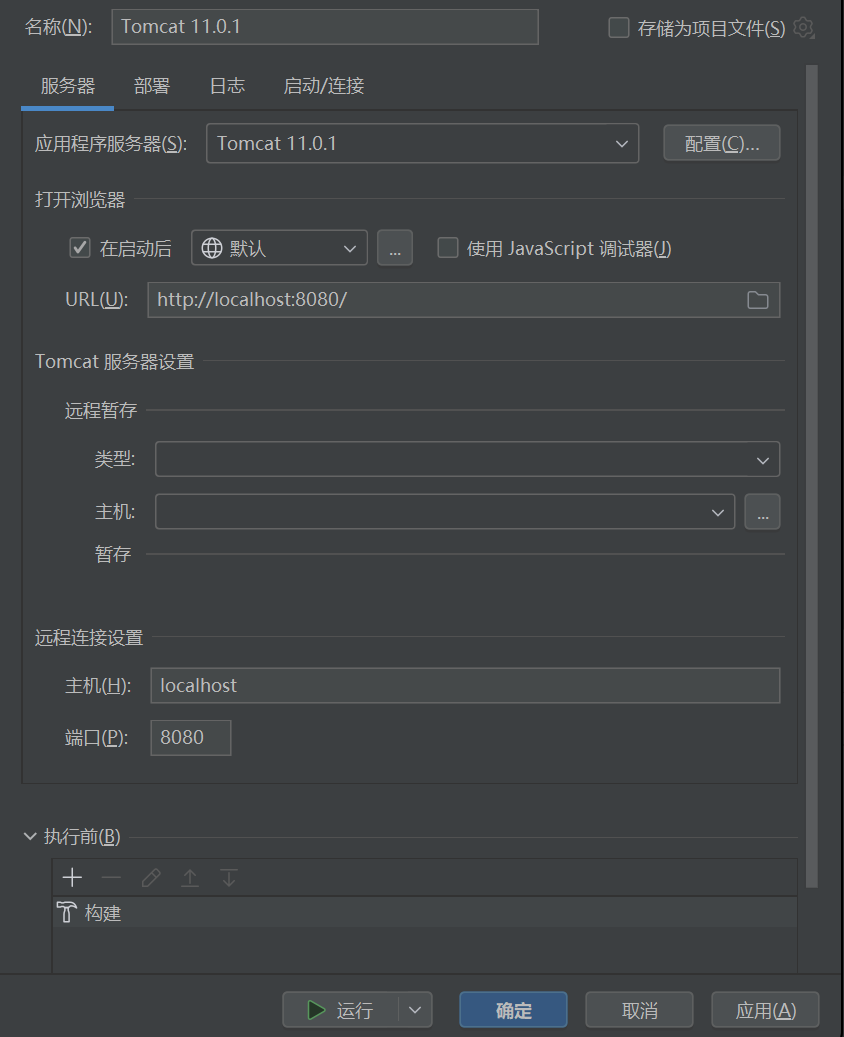 名称(N): Tomcat 11.0.1 存储为项目文件(S)
服务器 部署 日志 启动/连接
应用程序服务器(S): Tomcat 11.0.1 配置(C)...
打开浏览器
在启动后 默认 ... 使用 JavaScript 调试器(J)
URL(U): http://localhost:8080/
Tomcat 服务器设置
远程暂存
类型:
主机: ...
暂存
远程连接设置
主机(H): localhost
端口(P): 8080
执行前(B)
构建
运行 确定 取消 应用(A)